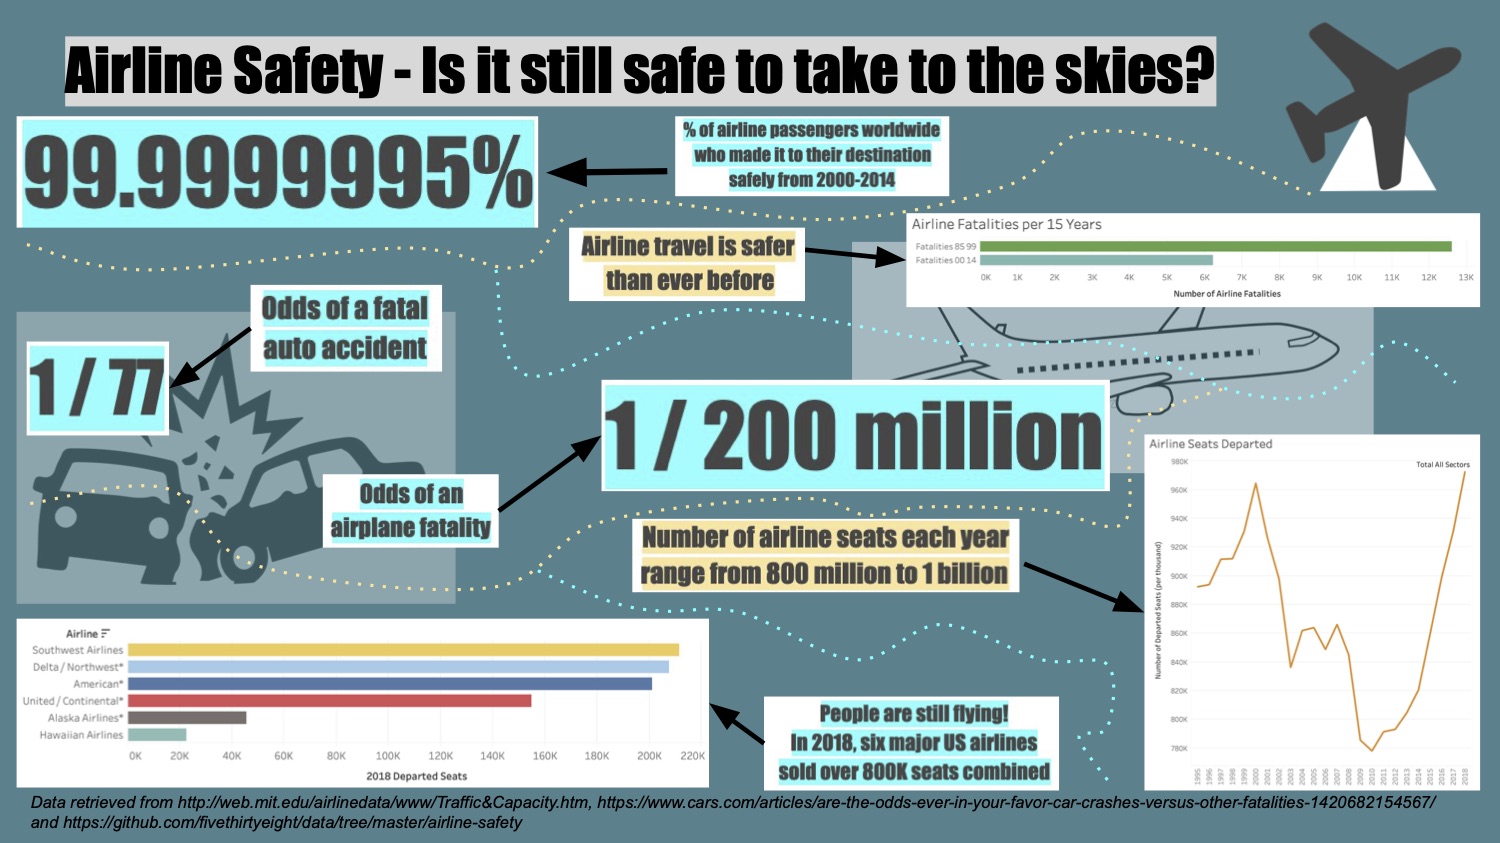 Airline Safety - Is it still safe to take to the skies?
99.9999995%
% of airline passengers worldwide
who made it to their destination
safely from 2000-2014
Airline travel is safer
than ever before
Airline Fatalities per 15 Years
Fatalities 85 99
Fatalities 00 14
0K 1K 2K 3K 4K 5K 6K 7K 8K 9K 10K 11K 12K 13K
Number of Airline Fatalities
Odds of a fatal
auto accident
1 / 77
1 / 200 million
Odds of an
airplane fatality
Number of airline seats each year
range from 800 million to 1 billion
Airline Seats Departed
Total All Sectors
Number of Departed Seats (per thousand)
980K
960K
940K
920K
900K
880K
860K
840K
820K
800K
780K
1995 1996 1997 1998 1999 2000 2001 2002 2003 2004 2005 2006 2007 2008 2009 2010 2011 2012 2013 2014 2015 2016 2017 2018
Airline
Southwest Airlines
Delta / Northwest*
American*
United / Continental*
Alaska Airlines*
Hawaiian Airlines
0K 20K 40K 60K 80K 100K 120K 140K 160K 180K 200K 220K
2018 Departed Seats
People are still flying!
In 2018, six major US airlines
sold over 800K seats combined
Data retrieved from http://web.mit.edu/airlinedata/www/Traffic&Capacity.htm, https://www.cars.com/articles/are-the-odds-ever-in-your-favor-car-crashes-versus-other-fatalities-1420682154567/
and https://github.com/fivethirtyeight/data/tree/master/airline-safety